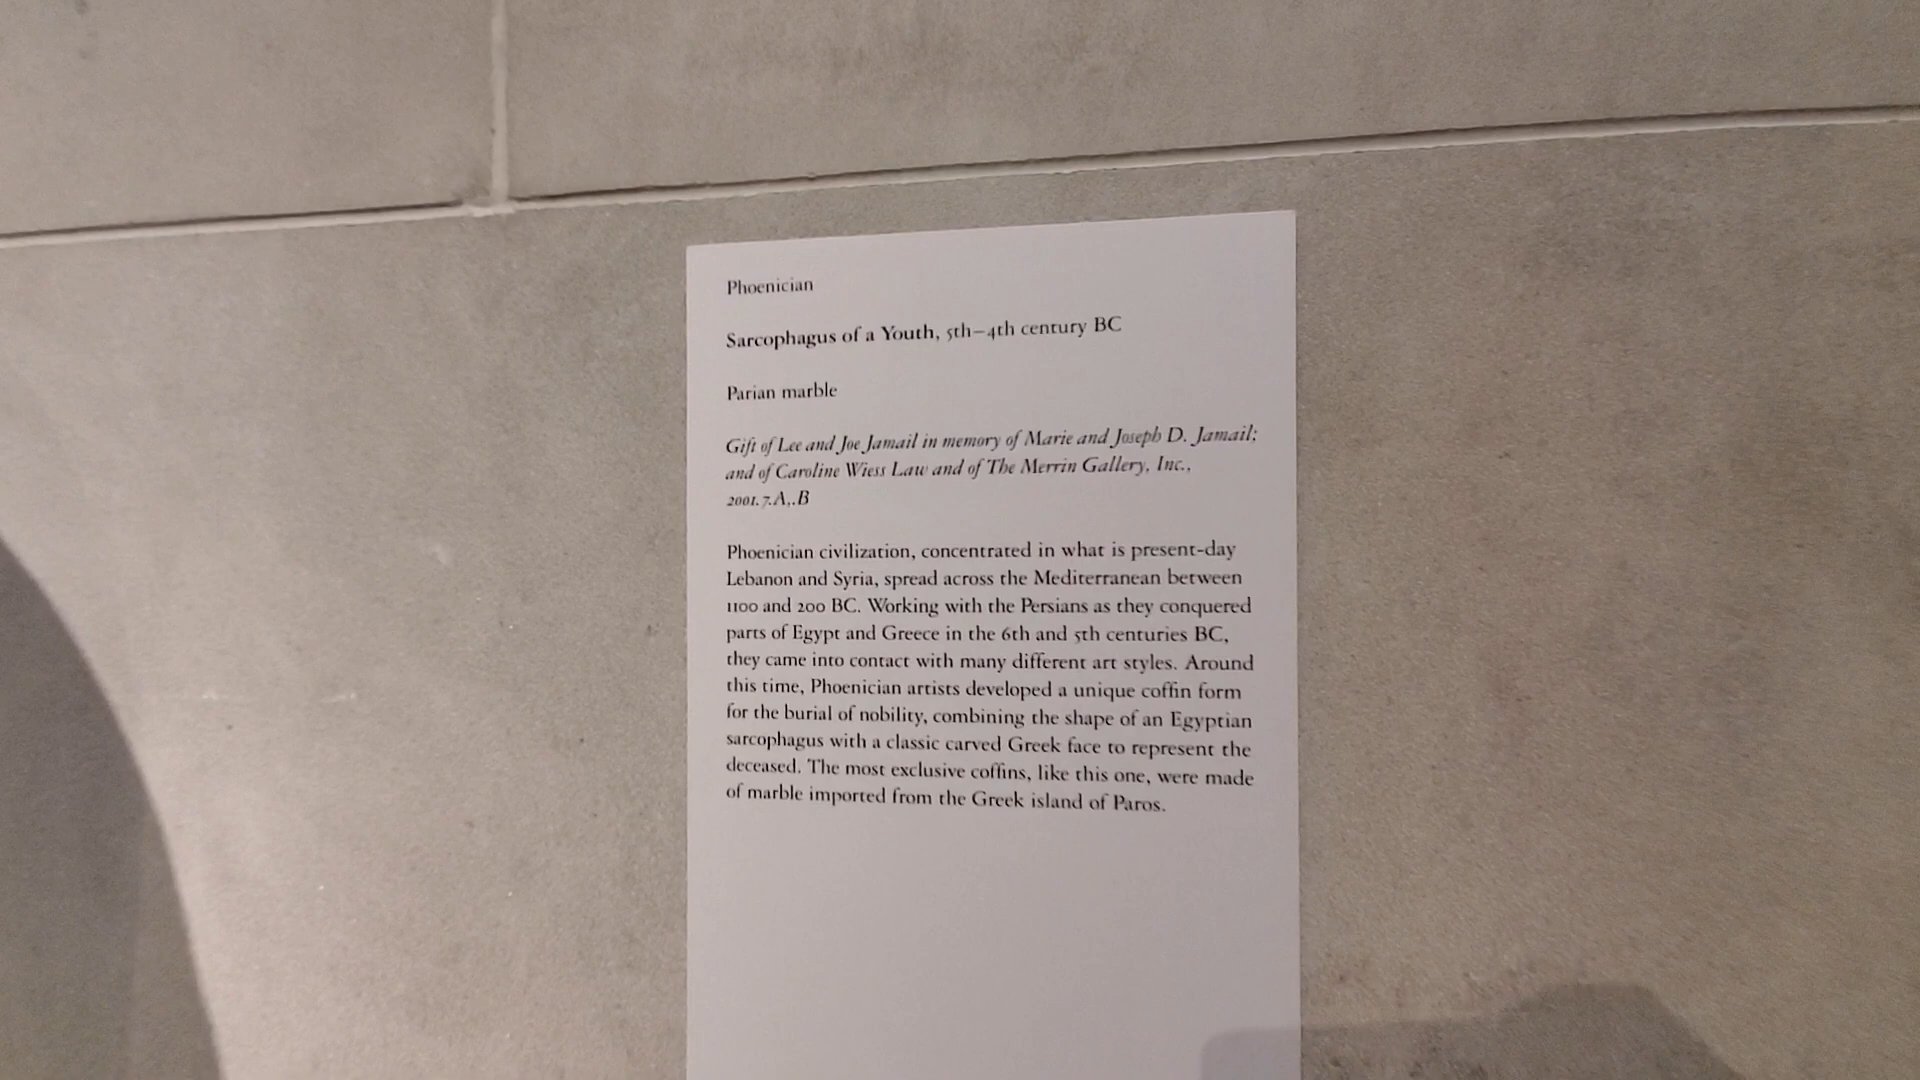 Phoenician
Sarcophagus of a Youth, 5th–4th century BC
Parian marble
Gift of Lee and Joe Jamail in memory of Marie and Joseph D. Jamail;
and of Caroline Wiess Law and of The Merrin Gallery, Inc.,
2001.7.A,.B
Phoenician civilization, concentrated in what is present-day
Lebanon and Syria, spread across the Mediterranean between
1100 and 200 BC. Working with the Persians as they conquered
parts of Egypt and Greece in the 6th and 5th centuries BC,
they came into contact with many different art styles. Around
this time, Phoenician artists developed a unique coffin form
for the burial of nobility, combining the shape of an Egyptian
sarcophagus with a classic carved Greek face to represent the
deceased. The most exclusive coffins, like this one, were made
of marble imported from the Greek island of Paros.